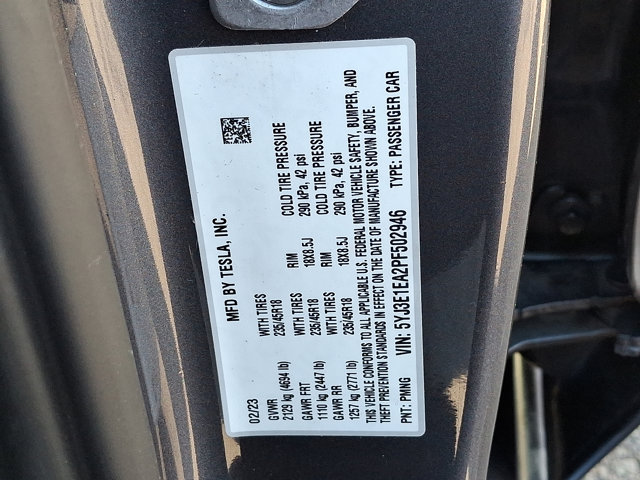 MFD BY TESLA, INC.
02/23
GVWR WITH TIRES RIM COLD TIRE PRESSURE
2129 kg (4694 lb) 235/45R18 18X8.5J 290 kPa, 42 psi
GAWR FRT WITH TIRES RIM COLD TIRE PRESSURE
1110 kg (2447 lb) 235/45R18 18X8.5J 290 kPa, 42 psi
GAWR RR WITH TIRES
1257 kg (2771 lb) 235/45R18
THIS VEHICLE CONFORMS TO ALL APPLICABLE U.S. FEDERAL MOTOR VEHICLE SAFETY, BUMPER, AND
THEFT PREVENTION STANDARDS IN EFFECT ON THE DATE OF MANUFACTURE SHOWN ABOVE.
PNT: PMNG VIN: 5YJ3E1EA2PF502946 TYPE: PASSENGER CAR